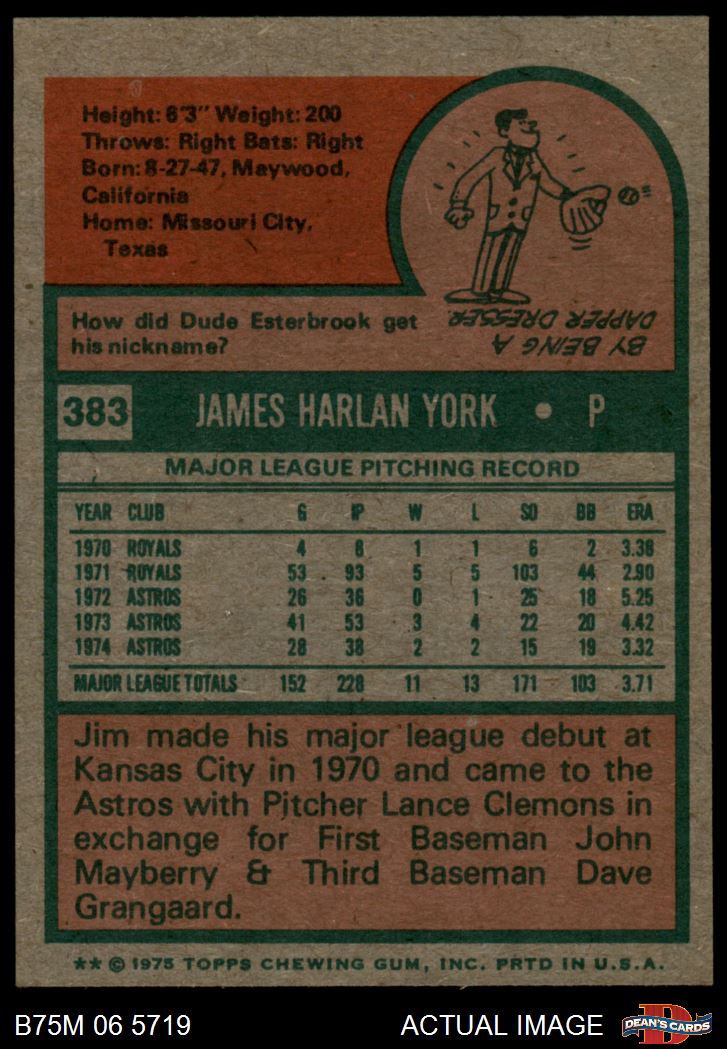 Height: 6'3" Weight: 200
Throws: Right Bats: Right
Born: 8-27-47, Maywood,
California
Home: Missouri City,
Texas
How did Dude Esterbrook get
his nickname?
BY BEING A
DAPPER DRESSER
383 JAMES HARLAN YORK • P
MAJOR LEAGUE PITCHING RECORD
YEAR CLUB G IP W L SO BB ERA
1970 ROYALS 4 8 1 1 6 2 3.38
1971 ROYALS 53 93 5 5 103 44 2.90
1972 ASTROS 26 36 0 1 25 18 5.25
1973 ASTROS 41 53 3 4 22 20 4.42
1974 ASTROS 28 38 2 2 15 19 3.32
MAJOR LEAGUE TOTALS 152 228 11 13 171 103 3.71
Jim made his major league debut at
Kansas City in 1970 and came to the
Astros with Pitcher Lance Clemons in
exchange for First Baseman John
Mayberry & Third Baseman Dave
Grangaard.
** © 1975 TOPPS CHEWING GUM, INC. PRTD IN U.S.A.
B75M 06 5719 ACTUAL IMAGE D DEAN'S CARDS